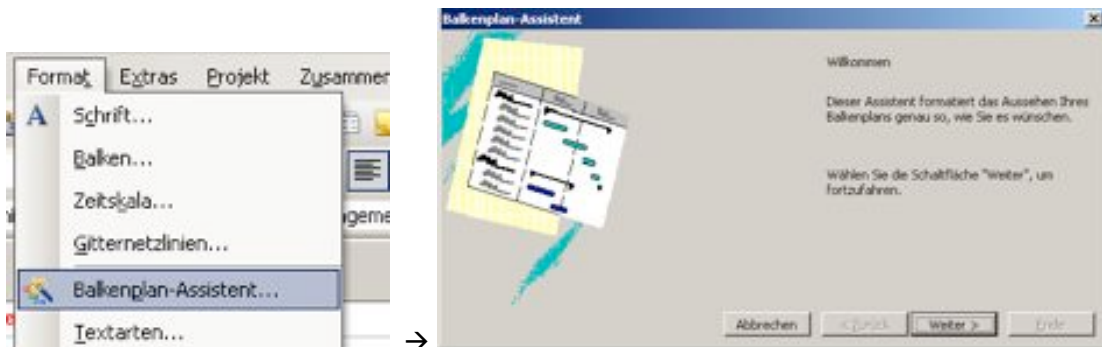 Format Extras Projekt Zusammen
Schrift...
Balken...
Zeitskala...
Gitternetzlinien...
Balkenplan-Assistent...
Textarten...
→
Balkenplan-Assistent
Willkommen
Dieser Assistent formatiert das Aussehen Ihres
Balkenplans genau so, wie Sie es wünschen.
Wählen Sie die Schaltfläche "Weiter", um
fortzufahren.
Abbrechen < Zurück Weiter > Ende